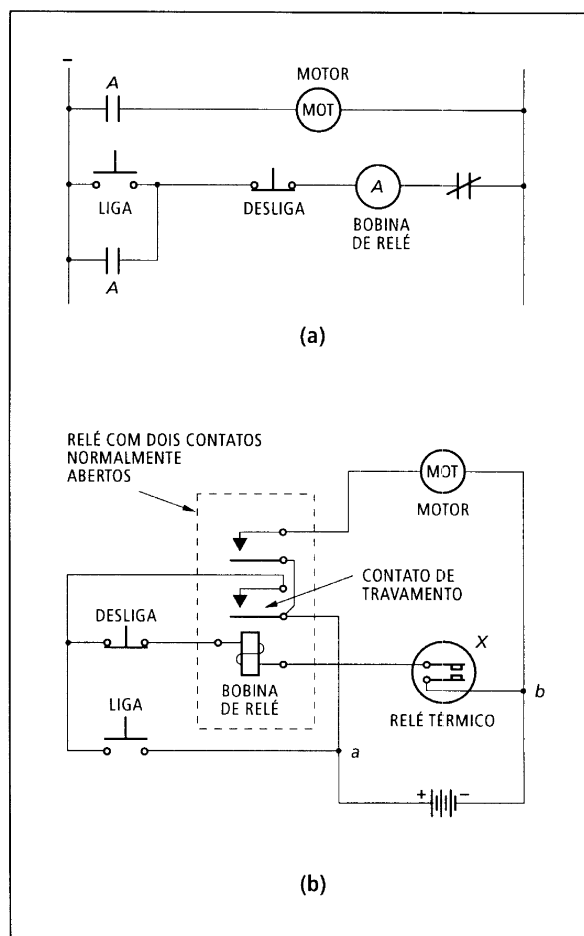 –
A
MOTOR
MOT
LIGA
DESLIGA
A
BOBINA
DE RELÉ
A
(a)
RELÉ COM DOIS CONTATOS
NORMALMENTE
ABERTOS
MOT
MOTOR
CONTATO DE
TRAVAMENTO
DESLIGA
X
BOBINA
DE RELÉ
b
RELÉ TÉRMICO
LIGA
a
+ –
(b)